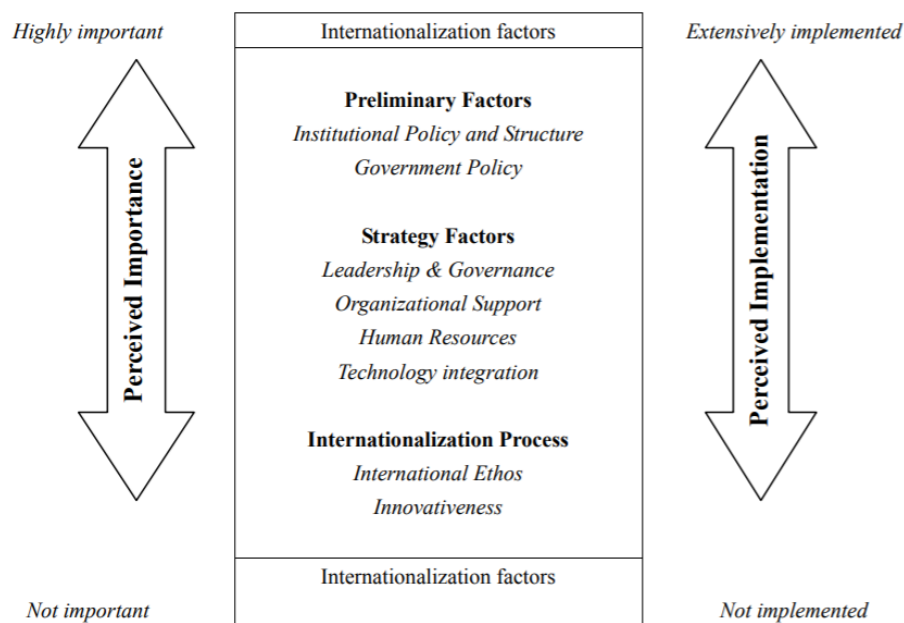 Highly important
Internationalization factors
Extensively implemented
Preliminary Factors
Institutional Policy and Structure
Government Policy
Strategy Factors
Leadership & Governance
Organizational Support
Human Resources
Technology integration
Internationalization Process
International Ethos
Innovativeness
Perceived Importance
Perceived Implementation
Internationalization factors
Not important
Not implemented